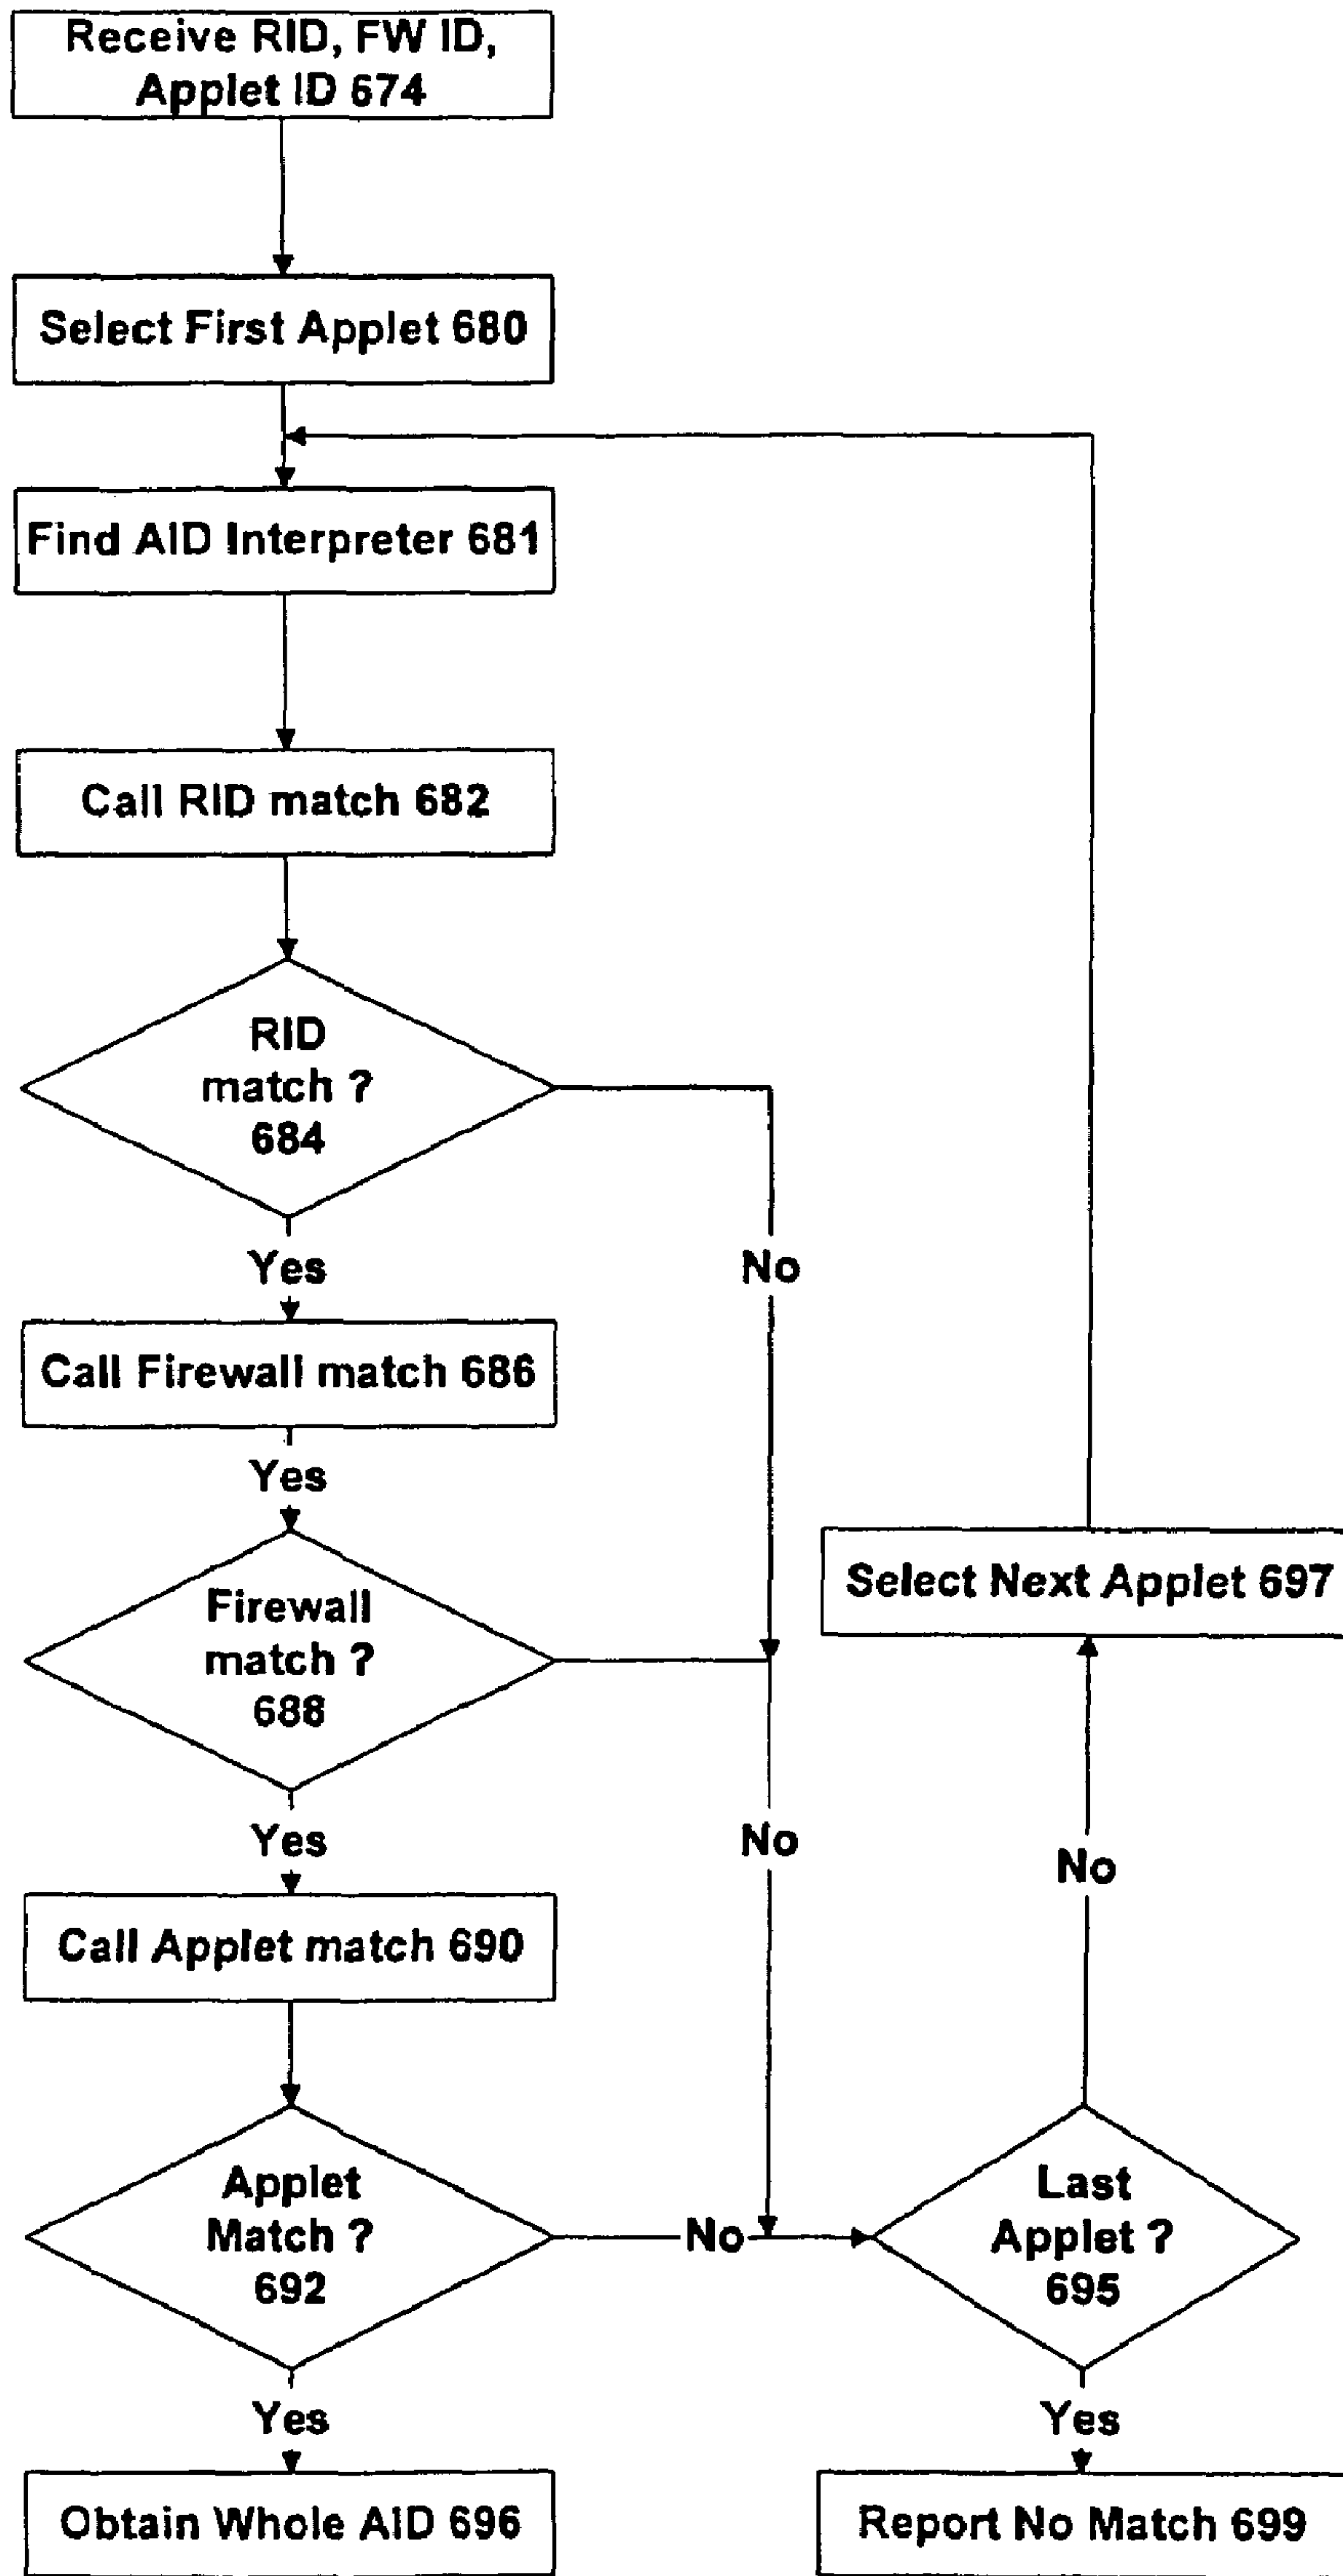 Receive RID, FW ID,
Applet ID 674
Select First Applet 680
Find AID Interpreter 681
Call RID match 682
RID
match ?
684
Yes
No
Call Firewall match 686
Yes
Firewall
match ?
688
Select Next Applet 697
Yes
No
No
Call Applet match 690
Applet
Match ?
692
No
Last
Applet ?
695
Yes
Yes
Obtain Whole AID 696
Report No Match 699